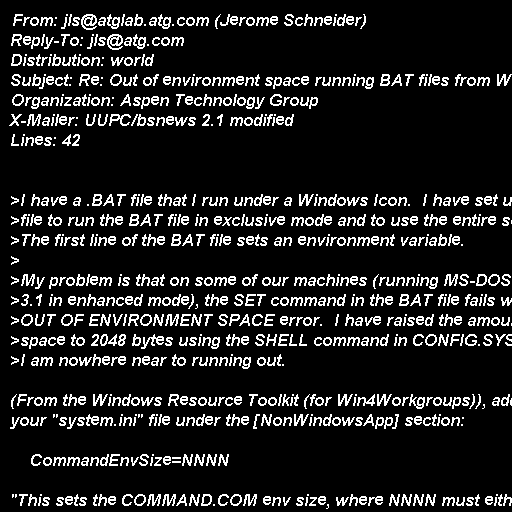 From: jls@atglab.atg.com (Jerome Schneider)
Reply-To: jls@atg.com
Distribution: world
Subject: Re: Out of environment space running BAT files from W
Organization: Aspen Technology Group
X-Mailer: UUPC/bsnews 2.1 modified
Lines: 42
>I have a .BAT file that I run under a Windows Icon.  I have set u
>file to run the BAT file in exclusive mode and to use the entire s
>The first line of the BAT file sets an environment variable.
>
>My problem is that on some of our machines (running MS-DOS
>3.1 in enhanced mode), the SET command in the BAT file fails w
>OUT OF ENVIRONMENT SPACE error.  I have raised the amou
>space to 2048 bytes using the SHELL command in CONFIG.SYS
>I am nowhere near to running out.
(From the Windows Resource Toolkit (for Win4Workgroups)), add
your "system.ini" file under the [NonWindowsApp] section:
CommandEnvSize=NNNN
"This sets the COMMAND.COM env size, where NNNN must eith